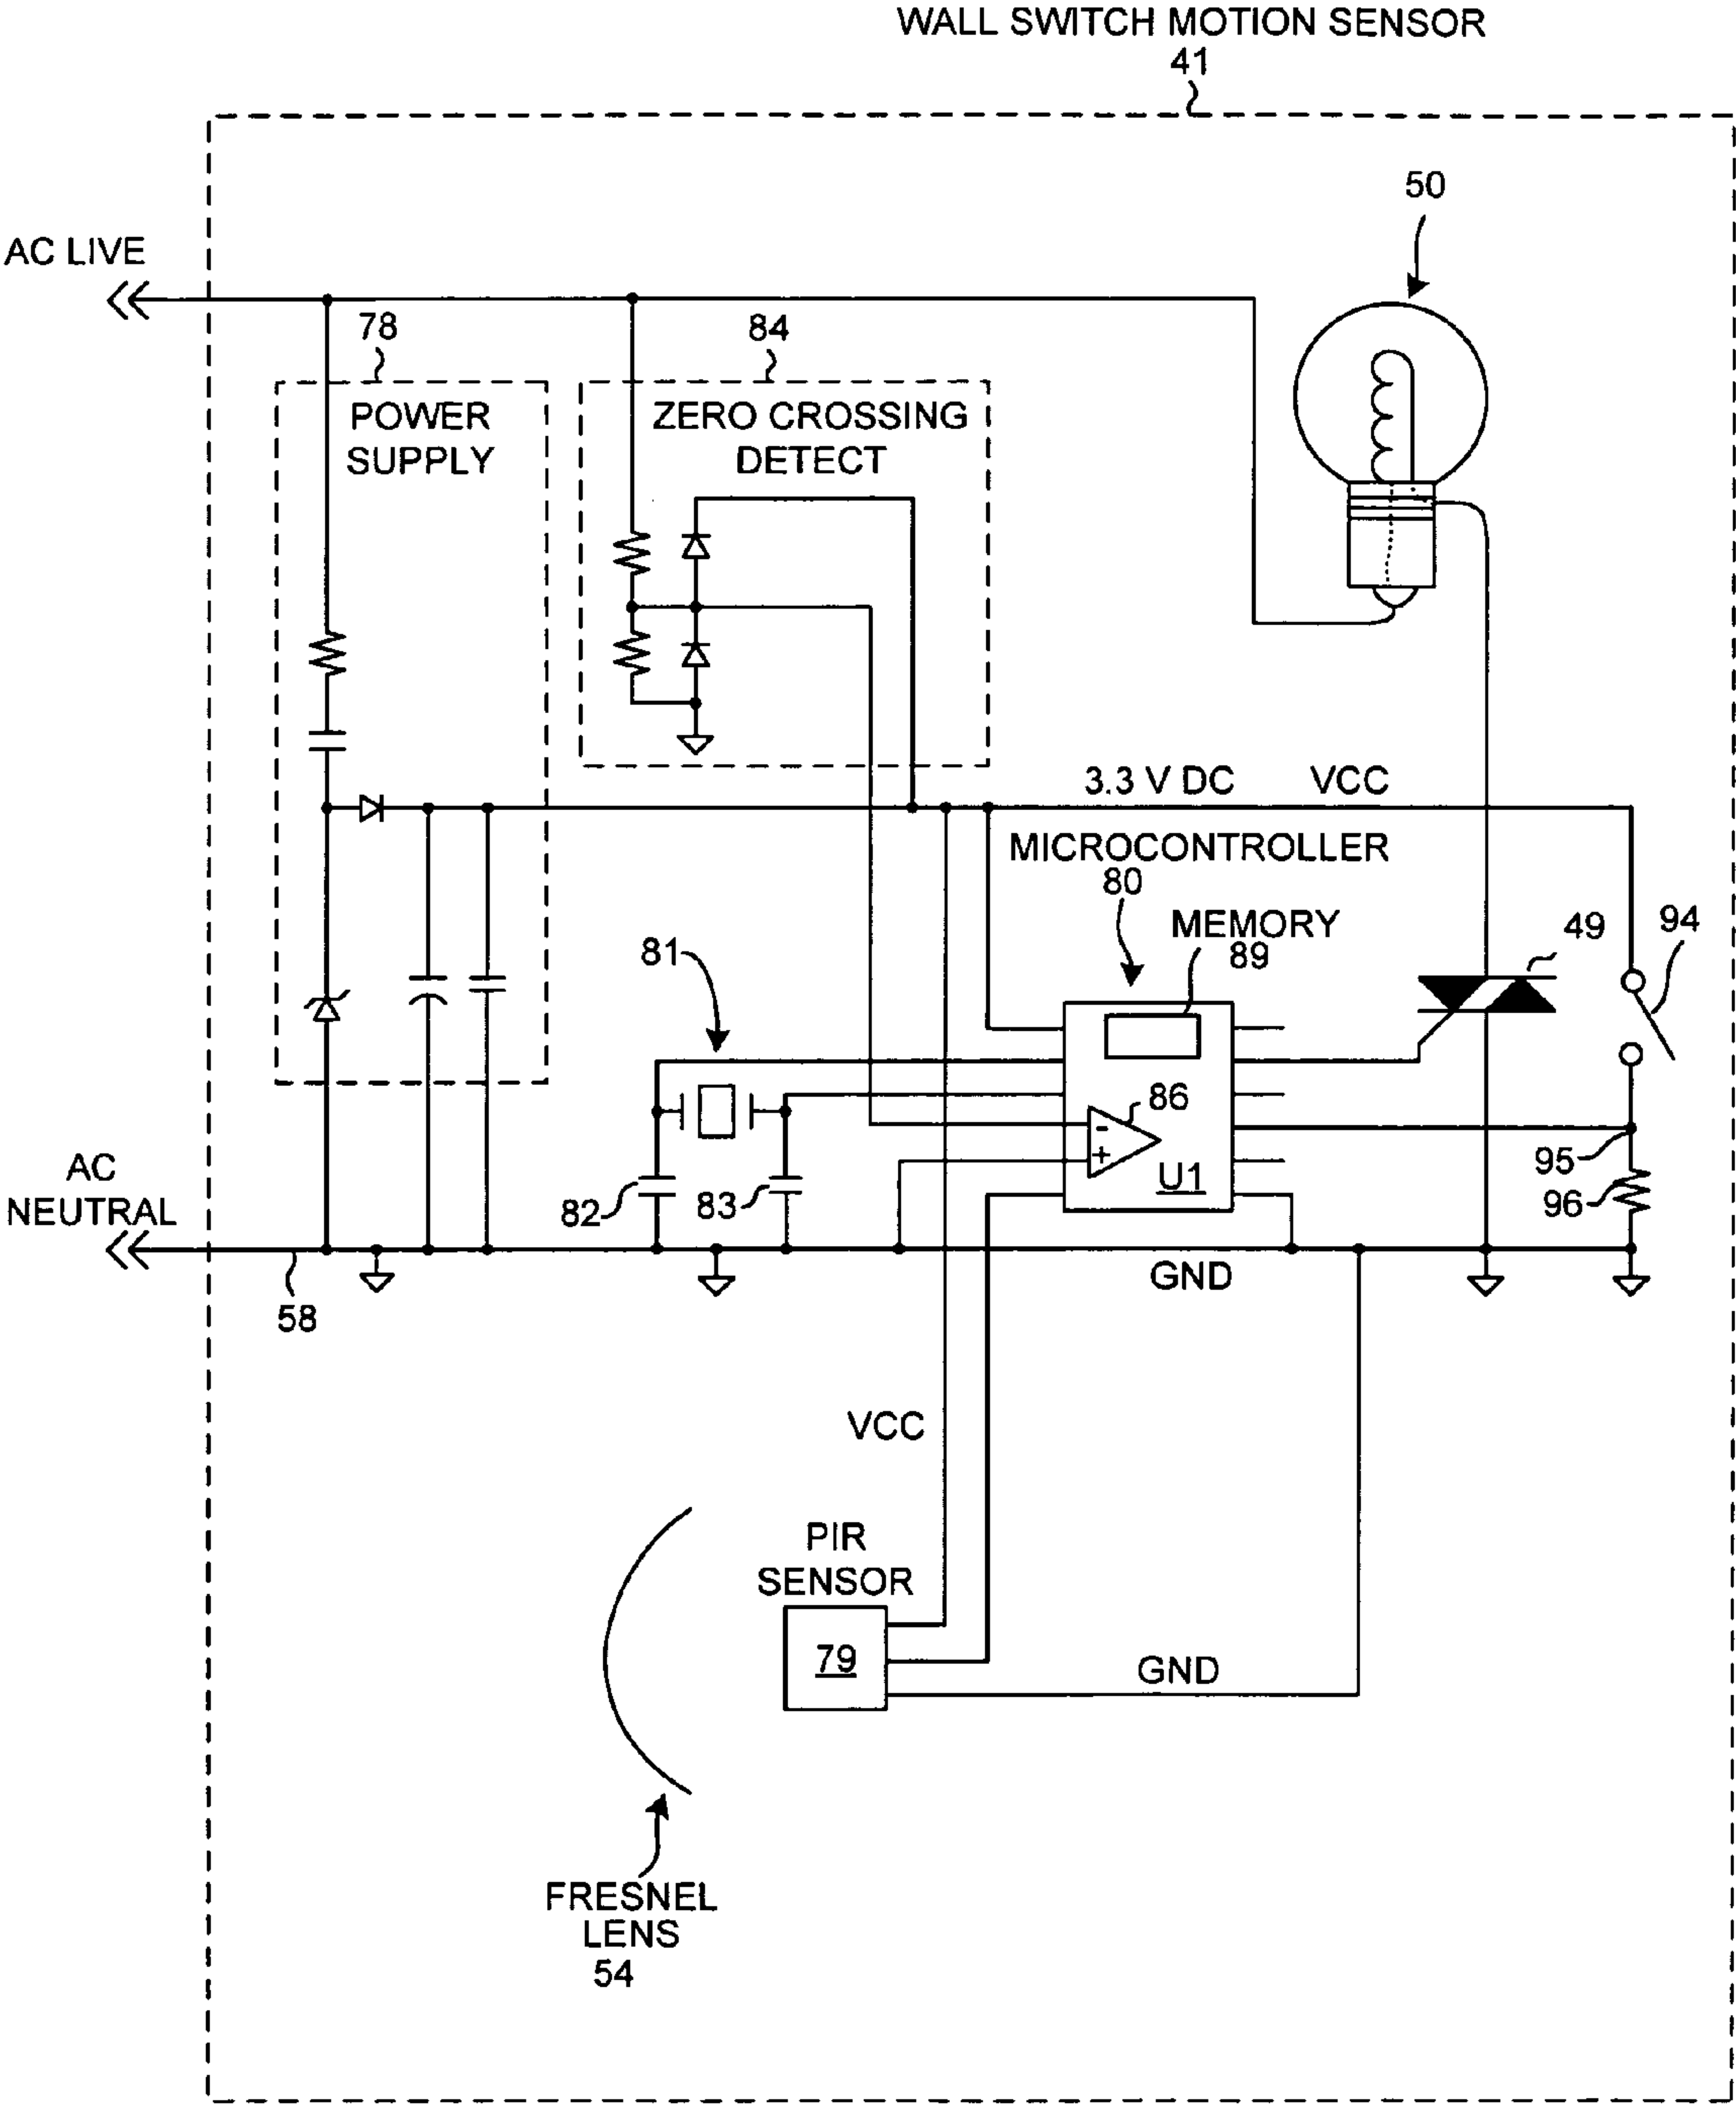 WALL SWITCH MOTION SENSOR
41
50
AC LIVE
78
84
POWER
SUPPLY
ZERO CROSSING
DETECT
3.3 V DC
VCC
MICROCONTROLLER
80
MEMORY
89
49
94
81
86
U1
95
96
82
83
AC
NEUTRAL
58
GND
VCC
PIR
SENSOR
79
GND
FRESNEL
LENS
54
-
+